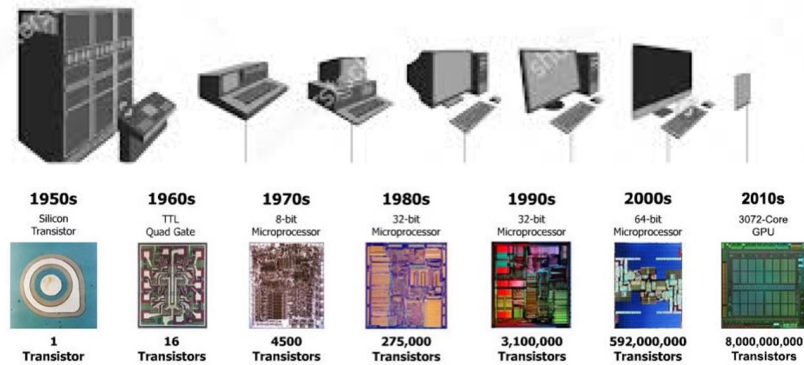 1950s
Silicon
Transistor
1
Transistor
1960s
TTL
Quad Gate
16
Transistors
1970s
8-bit
Microprocessor
4500
Transistors
1980s
32-bit
Microprocessor
275,000
Transistors
1990s
32-bit
Microprocessor
3,100,000
Transistors
2000s
64-bit
Microprocessor
592,000,000
Transistors
2010s
3072-Core
GPU
8,000,000,000
Transistors